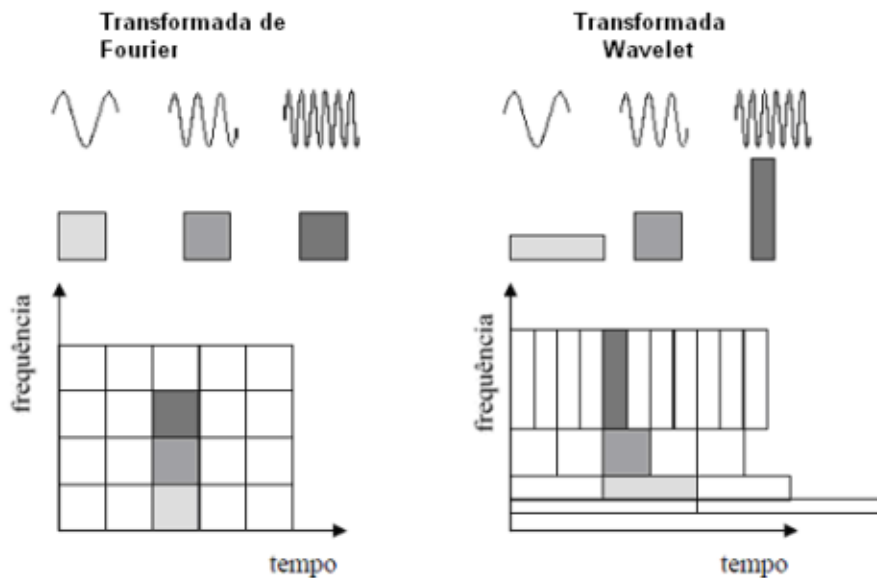 Transformada de
Fourier
Transformada
Wavelet
frequência
tempo
frequência
tempo